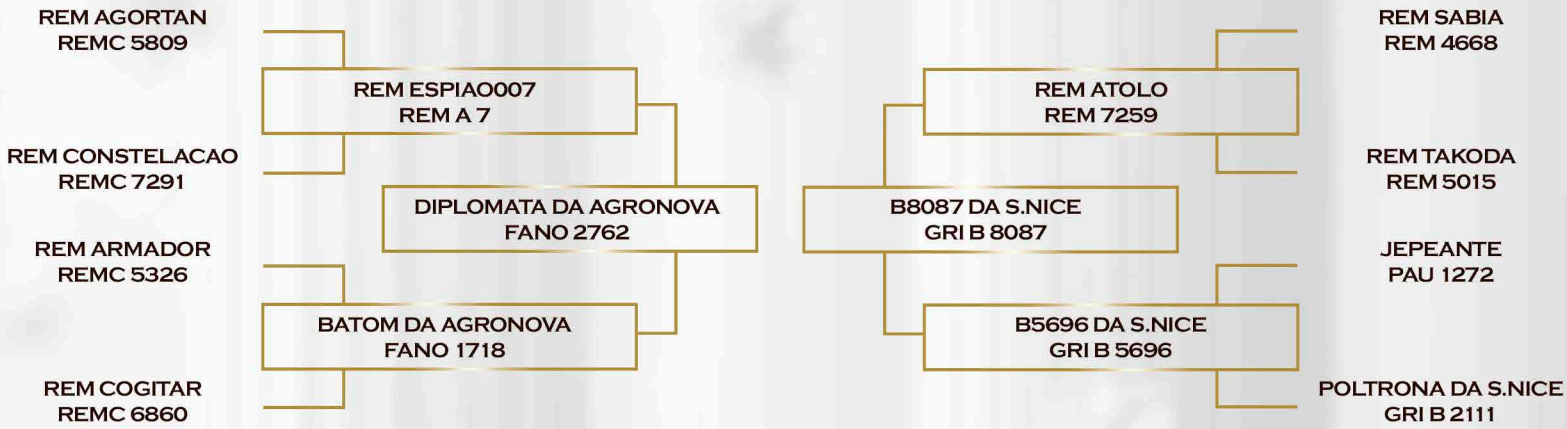 REM AGORTAN
REMC 5809
REM ESPIAO007
REM A 7
REM CONSTELACAO
REMC 7291
DIPLOMATA DA AGRONOVA
FANO 2762
REM ARMADOR
REMC 5326
BATOM DA AGRONOVA
FANO 1718
REM COGITAR
REMC 6860
REM SABIA
REM 4668
REM ATOLO
REM 7259
REM TAKODA
REM 5015
B8087 DA S.NICE
GRI B 8087
JEPEANTE
PAU 1272
B5696 DA S.NICE
GRI B 5696
POLTRONA DA S.NICE
GRI B 2111